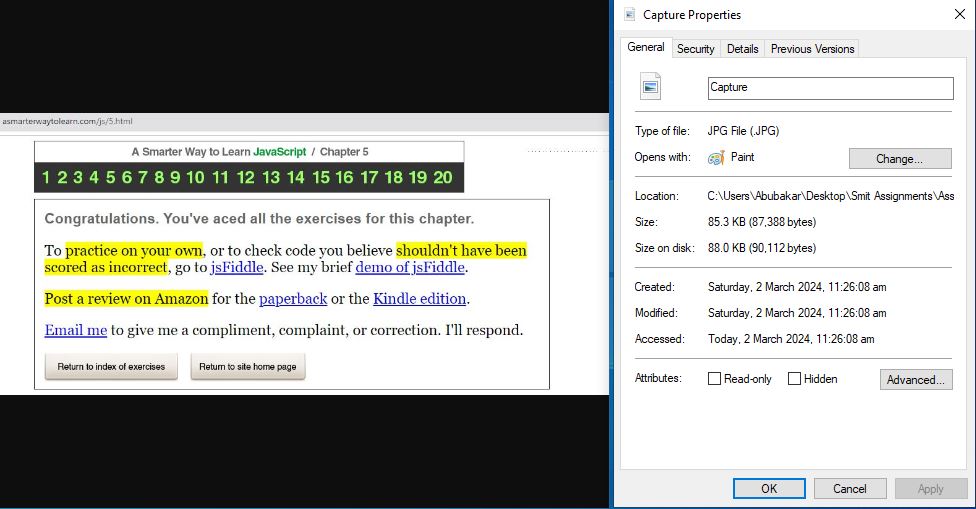 asmarterwaytolearn.com/js/5.html
A Smarter Way to Learn JavaScript / Chapter 5
1 2 3 4 5 6 7 8 9 10 11 12 13 14 15 16 17 18 19 20
Congratulations. You've aced all the exercises for this chapter.
To practice on your own, or to check code you believe shouldn't have been
scored as incorrect, go to jsFiddle. See my brief demo of jsFiddle.
Post a review on Amazon for the paperback or the Kindle edition.
Email me to give me a compliment, complaint, or correction. I'll respond.
Return to index of exercises Return to site home page
Capture Properties
General Security Details Previous Versions
Capture
Type of file: JPG File (.JPG)
Opens with: Paint Change...
Location: C:\Users\Abubakar\Desktop\Smit Assignments\Ass
Size: 85.3 KB (87,388 bytes)
Size on disk: 88.0 KB (90,112 bytes)
Created: Saturday, 2 March 2024, 11:26:08 am
Modified: Saturday, 2 March 2024, 11:26:08 am
Accessed: Today, 2 March 2024, 11:26:08 am
Attributes: Read-only Hidden Advanced...
OK Cancel Apply